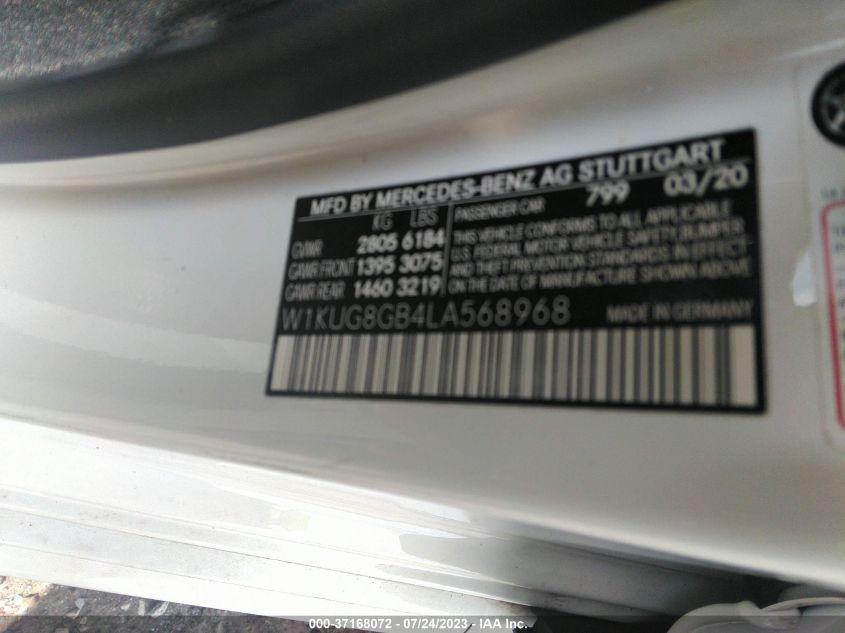 MFD BY MERCEDES-BENZ AG STUTTGART
KG LBS PASSENGER CAR 799 03/20
GVWR 2805 6184 THIS VEHICLE CONFORMS TO ALL APPLICABLE
U.S. FEDERAL MOTOR VEHICLE SAFETY, BUMPER
GAWR FRONT 1395 3075 AND THEFT PREVENTION STANDARDS IN EFFECT
GAWR REAR 1460 3219 ON THE DATE OF MANUFACTURE SHOWN ABOVE.
W1KUG8GB4LA568968 MADE IN GERMANY
000-37168072 / 07/24/2023 - IAA Inc.